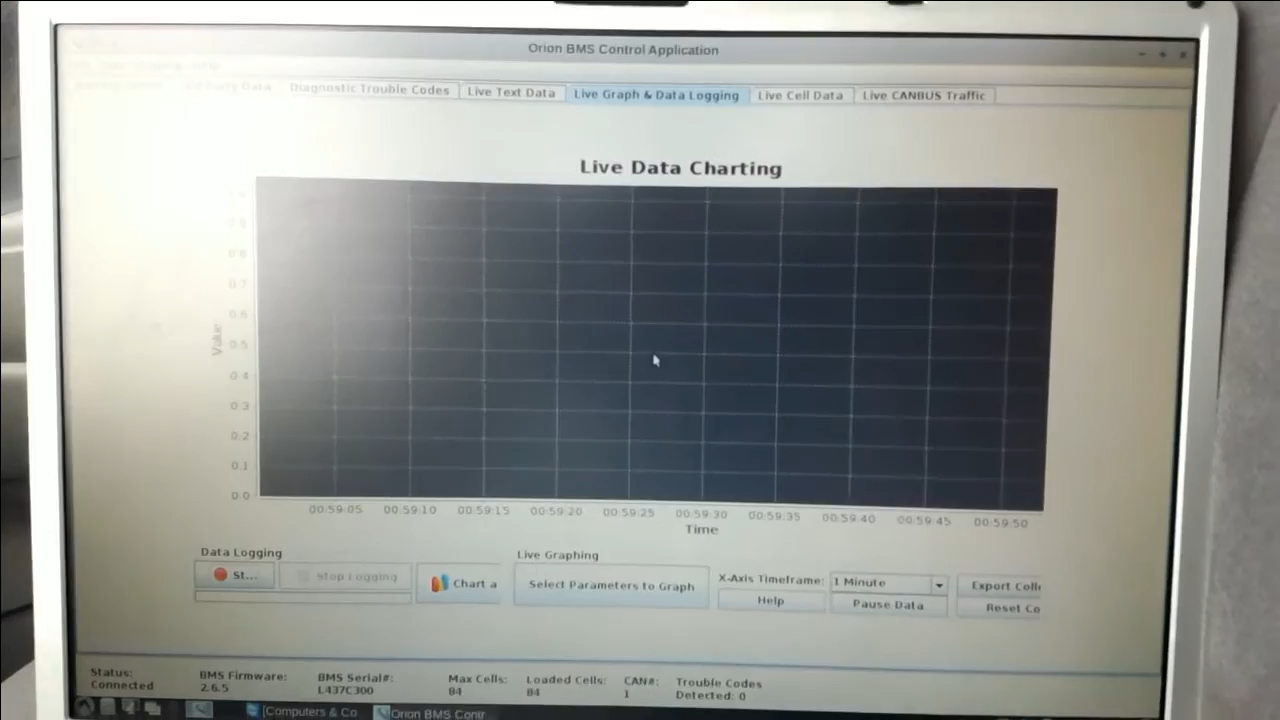 Orion BMS Control Application
Diagnostic Trouble Codes
Live Text Data
Live Graph & Data Logging
Live Cell Data
Live CANBUS Traffic
Live Data Charting
Value
0.6
0.7
0.6
0.5
0.4
0.3
0.2
0.1
0.0
00:59:05 00:59:10 00:59:15 00:59:20 00:59:25 00:59:30 00:59:35 00:59:40 00:59:45 00:59:50
Time
Data Logging
St...
Stop Logging
Chart a
Live Graphing
Select Parameters to Graph
X-Axis Timeframe: 1 Minute
Help
Pause Data
Export Coll
Reset Co
Status:
Connected
BMS Firmware:
2.6.5
BMS Serial#:
L437C300
Max Cells:
84
Loaded Cells:
84
CAN#:
1
Trouble Codes
Detected: 0
[Computers & Co
Orion BMS Contr